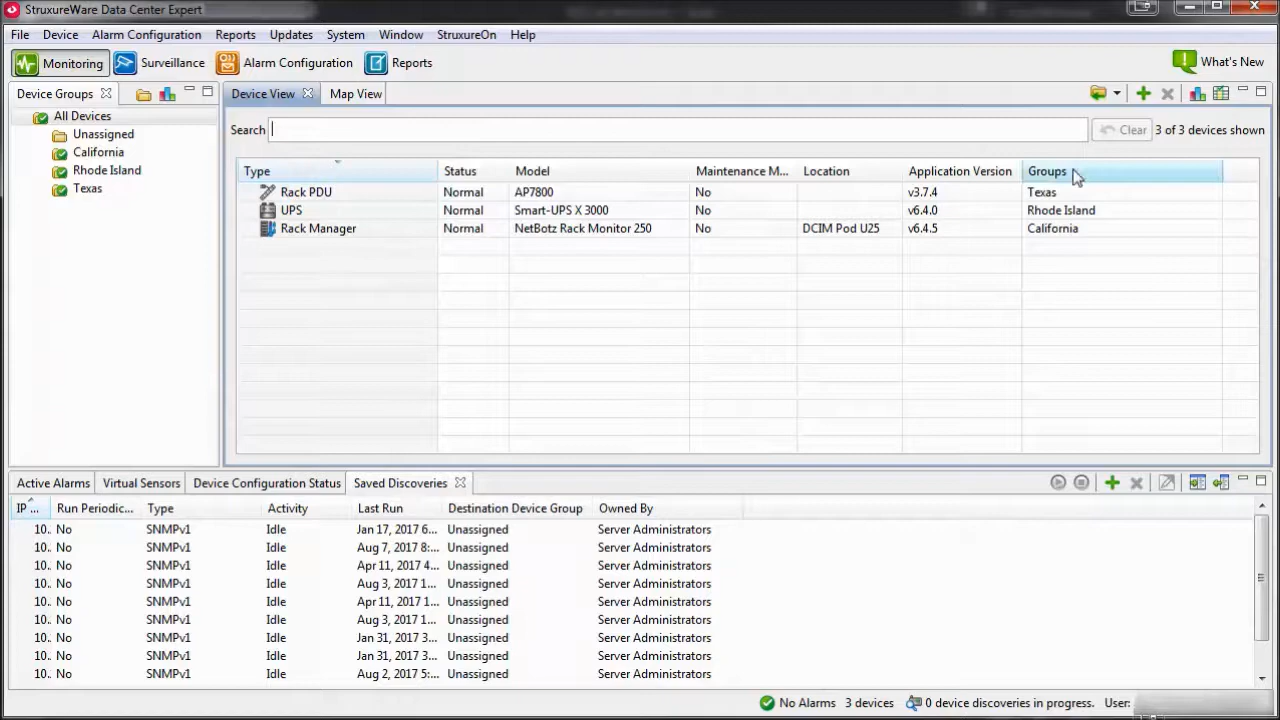 StruxureWare Data Center Expert
File Device Alarm Configuration Reports Updates System Window StruxureOn Help
Monitoring Surveillance Alarm Configuration Reports What's New
Device Groups Device View Map View
All Devices
Unassigned
California
Rhode Island
Texas
Search Clear 3 of 3 devices shown
Type Status Model Maintenance M... Location Application Version Groups
Rack PDU Normal AP7800 No v3.7.4 Texas
UPS Normal Smart-UPS X 3000 No v6.4.0 Rhode Island
Rack Manager Normal NetBotz Rack Monitor 250 No DCIM Pod U25 v6.4.5 California
Active Alarms Virtual Sensors Device Configuration Status Saved Discoveries
IP ... Run Periodic... Type Activity Last Run Destination Device Group Owned By
10.. No SNMPv1 Idle Jan 17, 2017 6... Unassigned Server Administrators
10.. No SNMPv1 Idle Aug 7, 2017 8:... Unassigned Server Administrators
10.. No SNMPv1 Idle Apr 11, 2017 4... Unassigned Server Administrators
10.. No SNMPv1 Idle Aug 3, 2017 1... Unassigned Server Administrators
10.. No SNMPv1 Idle Apr 11, 2017 1... Unassigned Server Administrators
10.. No SNMPv1 Idle Aug 3, 2017 1... Unassigned Server Administrators
10.. No SNMPv1 Idle Jan 31, 2017 3... Unassigned Server Administrators
10.. No SNMPv1 Idle Jan 31, 2017 3... Unassigned Server Administrators
10.. No SNMPv1 Idle Aug 2, 2017 5:... Unassigned Server Administrators
No Alarms 3 devices 0 device discoveries in progress. User: